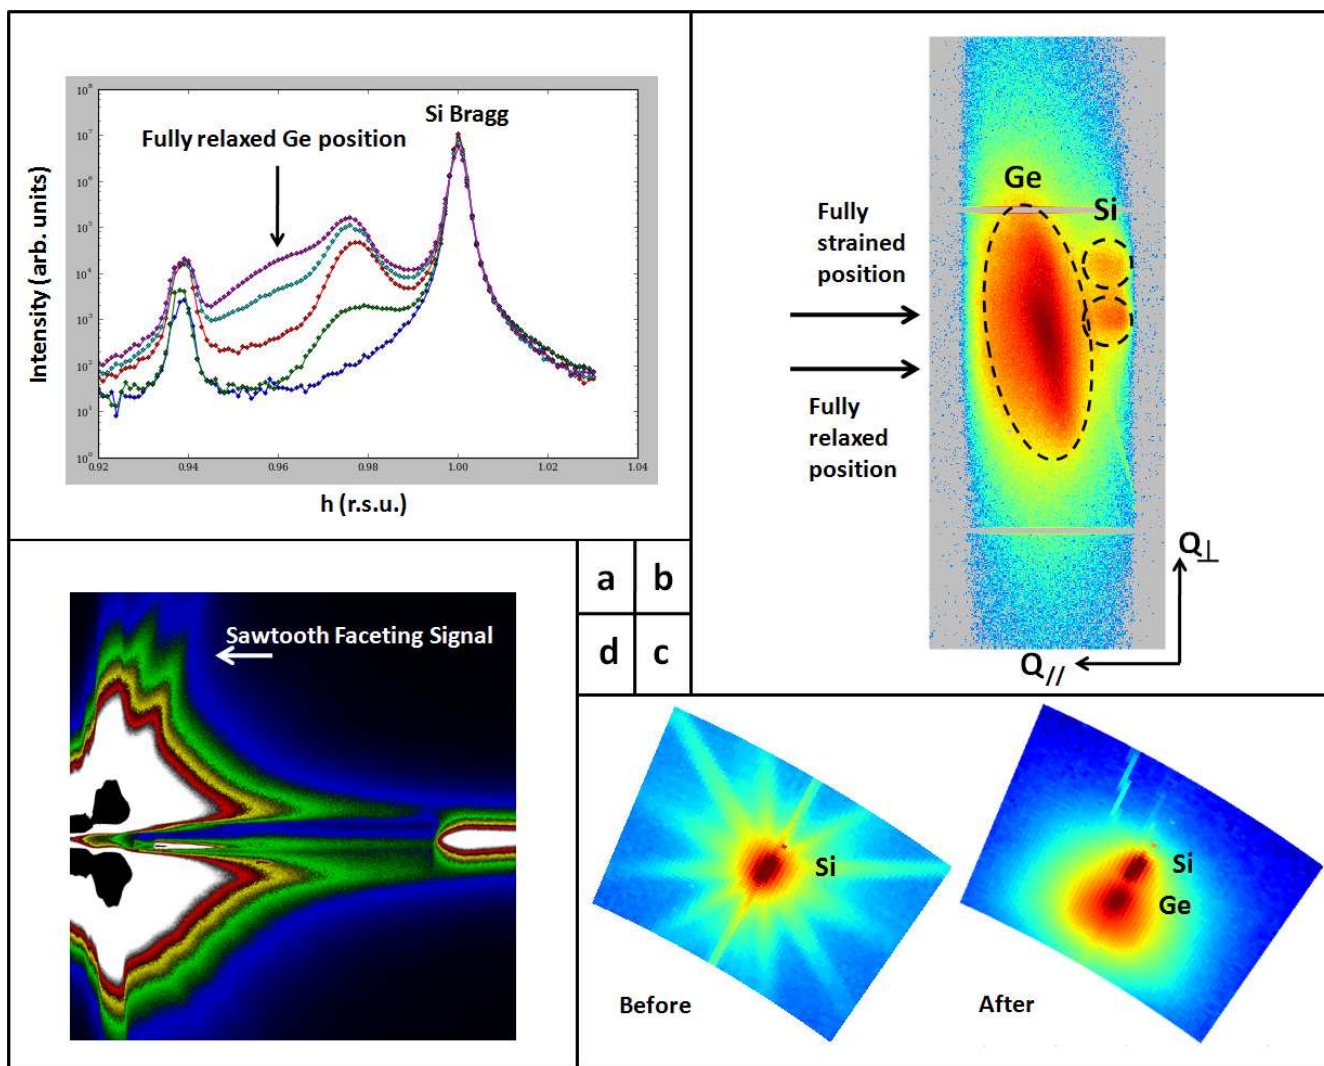 Intensity (arb. units)
10⁸
10⁷
10⁶
10⁵
10⁴
10³
10²
10¹
10⁰
Fully relaxed Ge position
Si Bragg
0.92
0.94
0.96
0.98
1.00
1.02
1.04
h (r.s.u.)
Ge
Si
Fully
strained
position
Fully
relaxed
position
Q⊥
Q//
a b
d c
Sawtooth Faceting Signal
Si
Before
Si
Ge
After